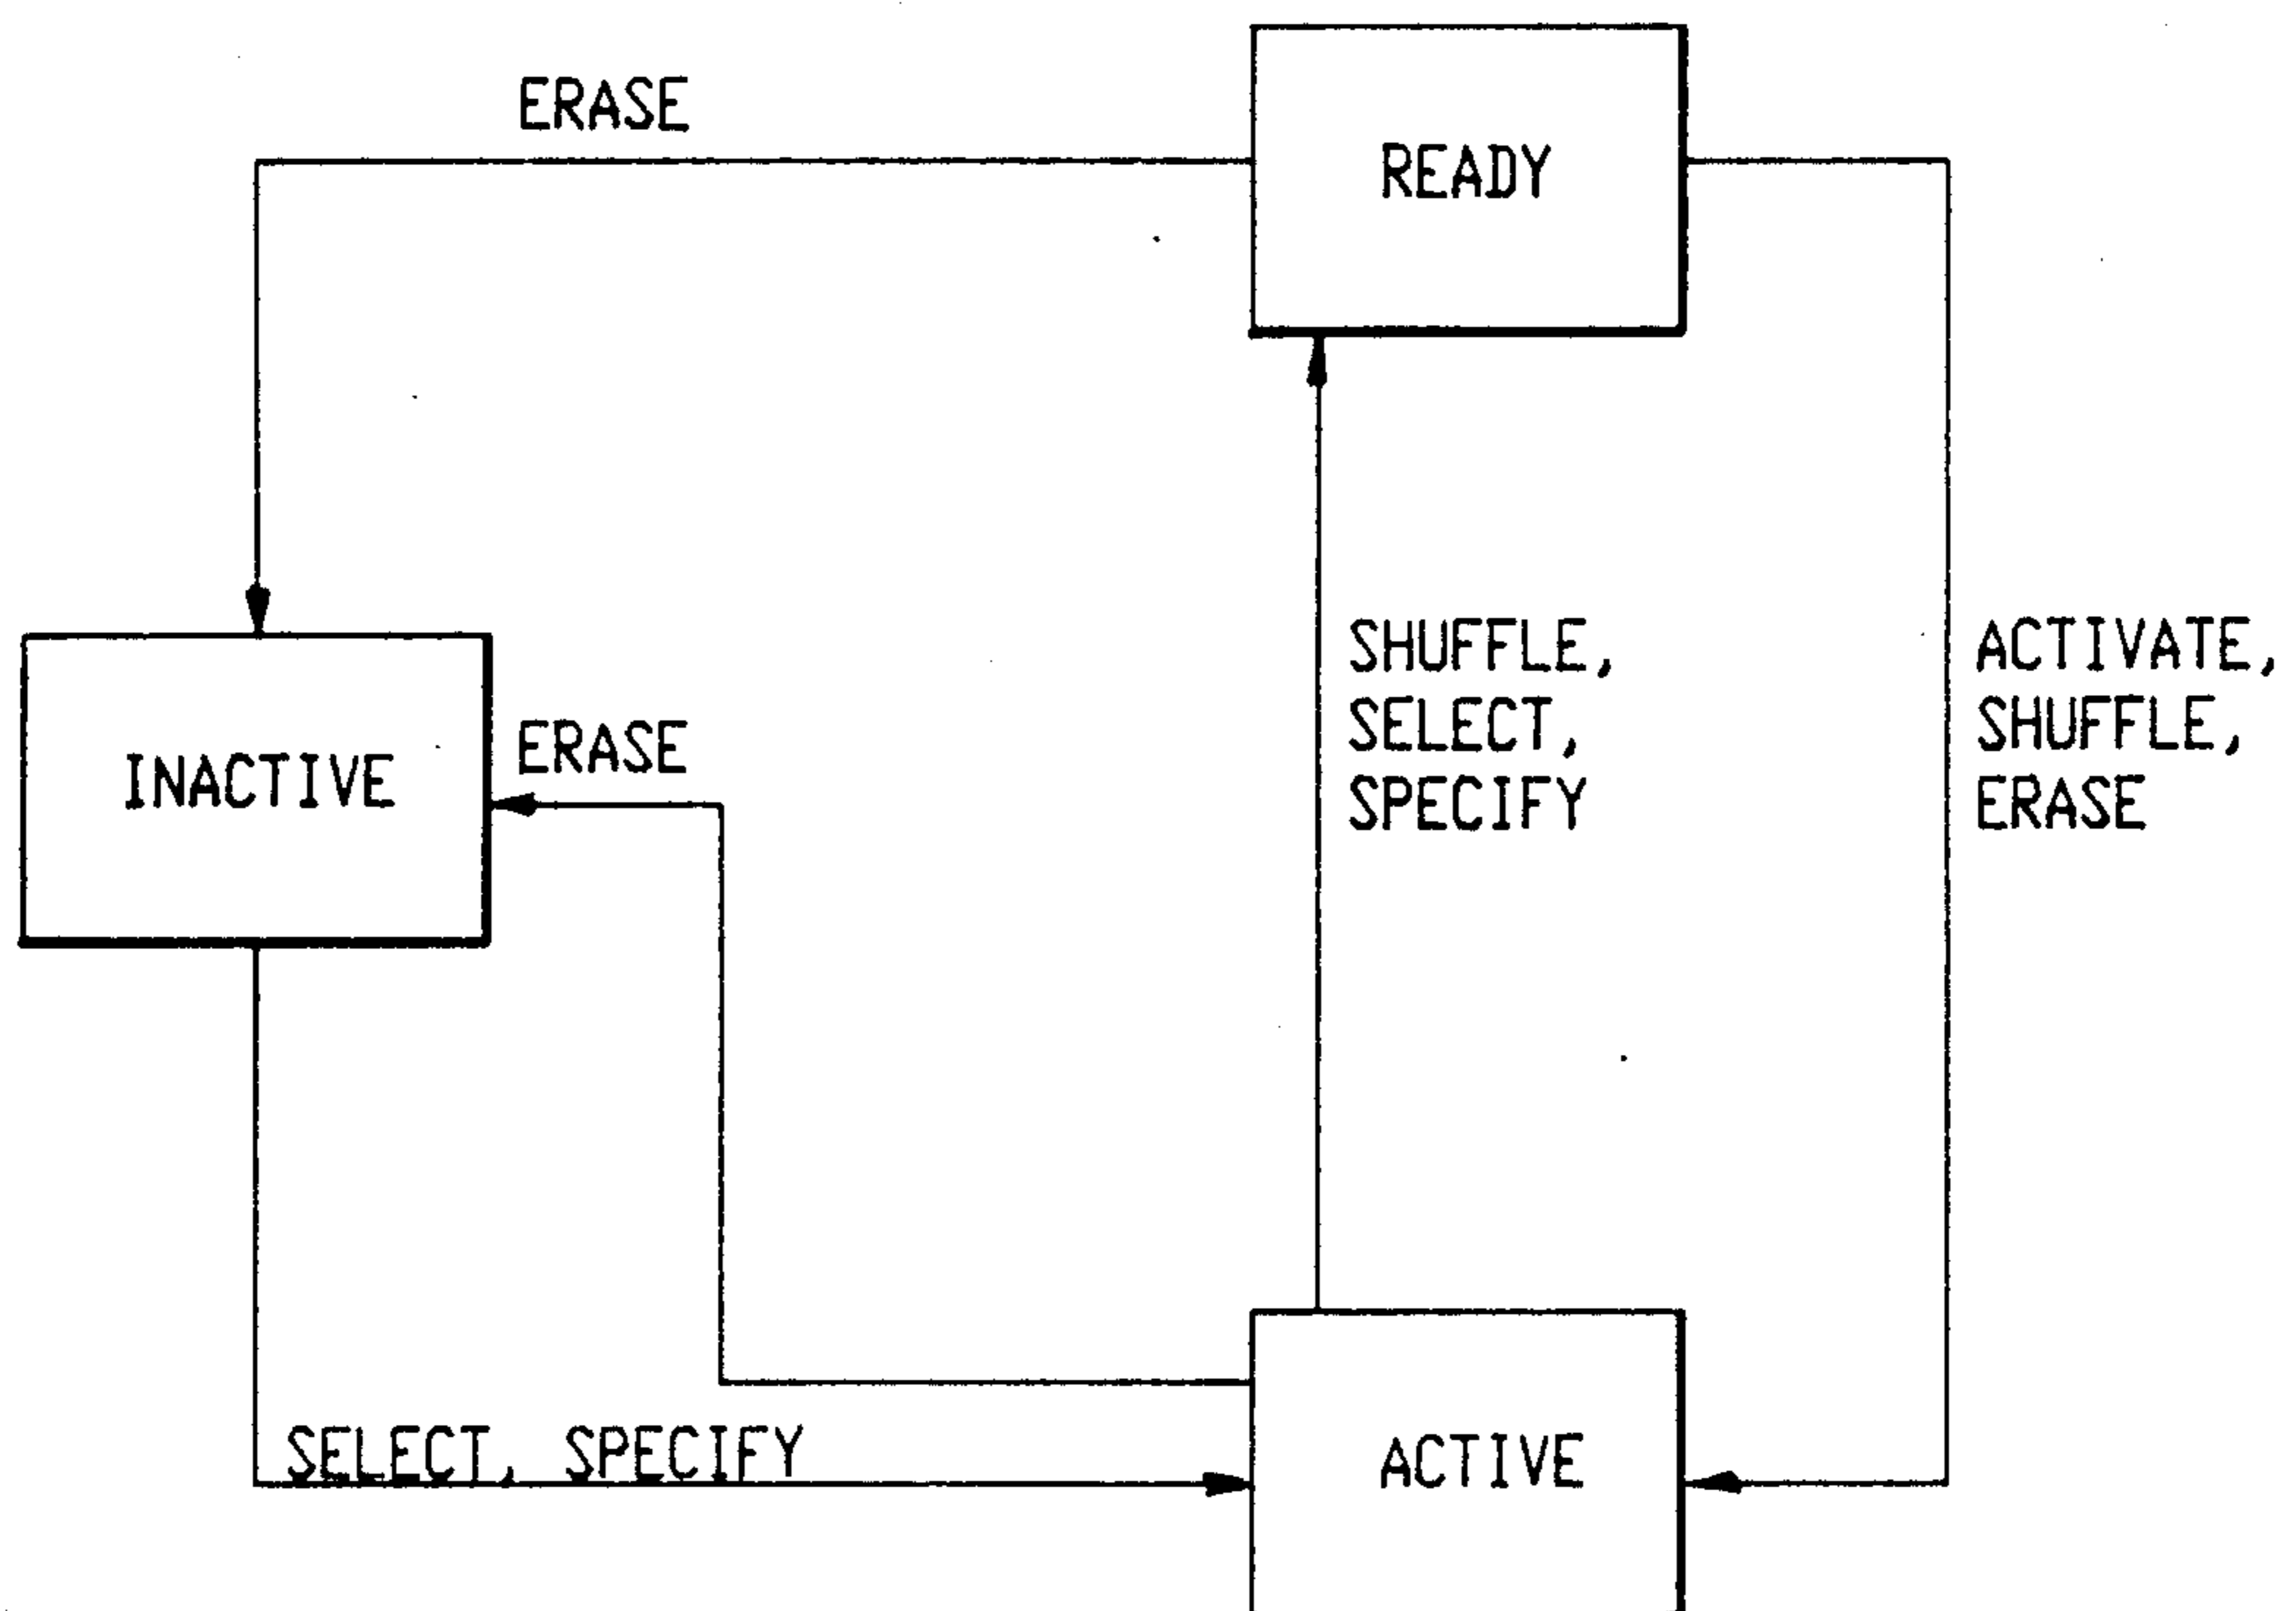 ERASE
READY
SHUFFLE,
SELECT,
SPECIFY
ACTIVATE,
SHUFFLE,
ERASE
INACTIVE
ERASE
SELECT, SPECIFY
ACTIVE